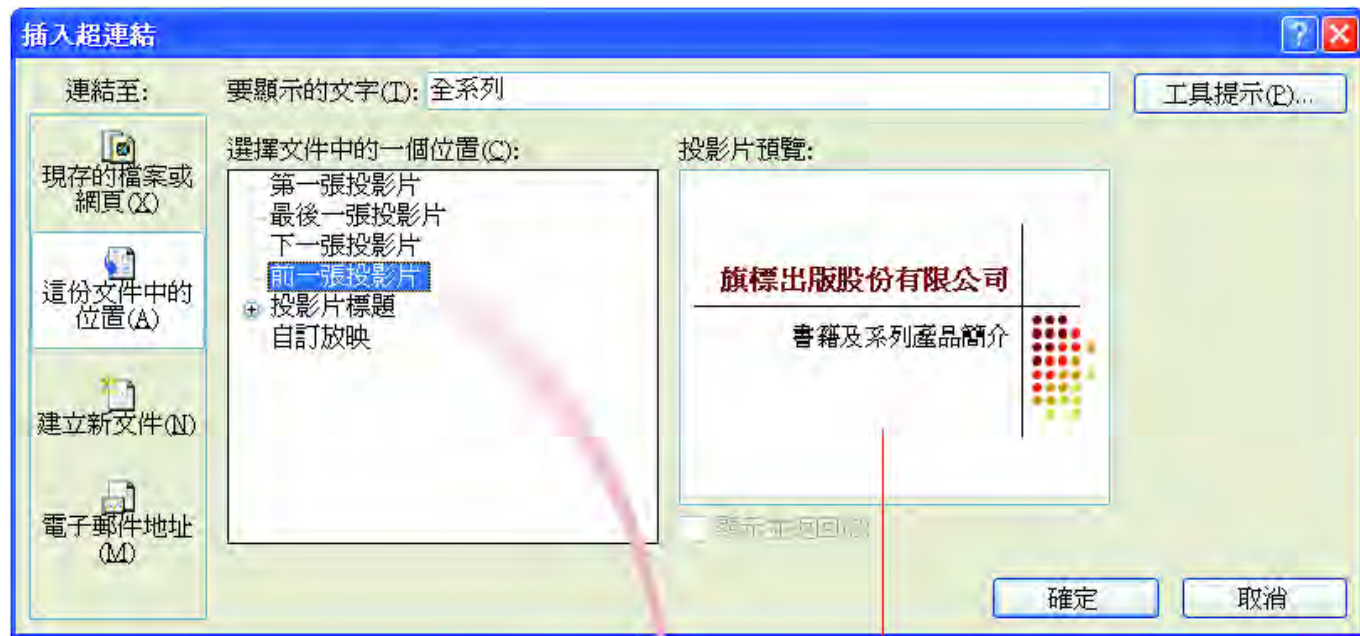 插入超連結
連結至:
要顯示的文字(T): 全系列
工具提示(P)...
現存的檔案或
網頁(X)
這份文件中的
位置(A)
建立新文件(N)
電子郵件地址
(M)
選擇文件中的一個位置(C):
第一張投影片
最後一張投影片
下一張投影片
前一張投影片
投影片標題
自訂放映
投影片預覽:
旗標出版股份有限公司
書籍及系列產品簡介
確定
取消